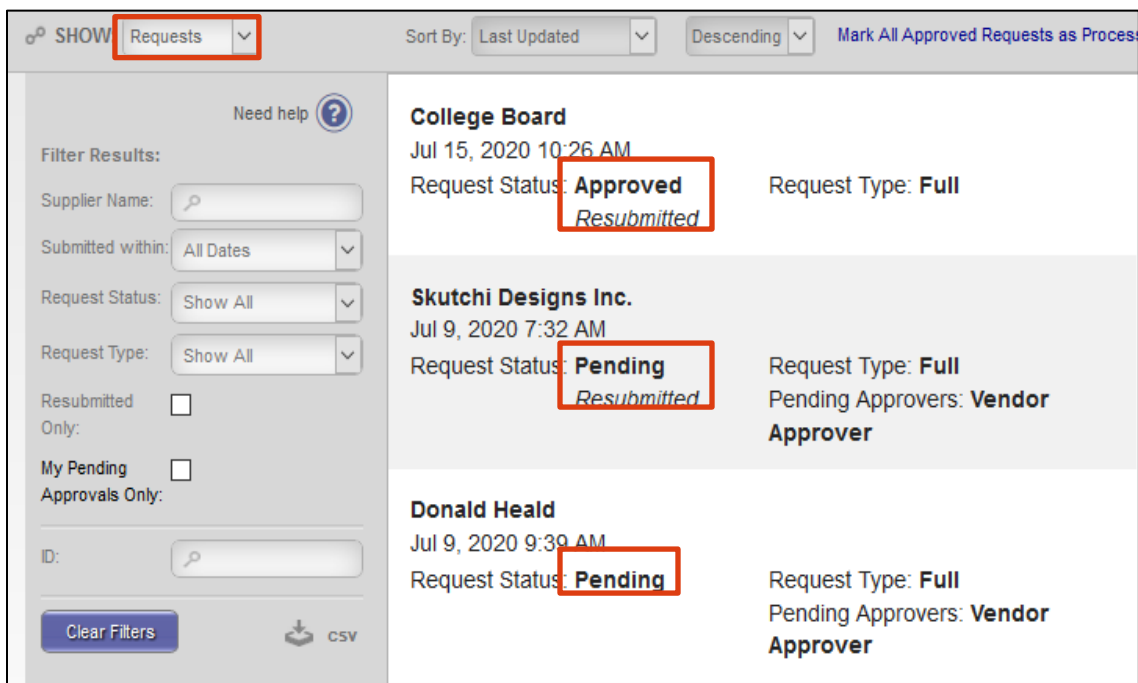 SHOW: Requests Sort By: Last Updated Descending Mark All Approved Requests as Process
Need help ?
Filter Results:
Supplier Name:
Submitted within: All Dates
Request Status: Show All
Request Type: Show All
Resubmitted
Only:
My Pending
Approvals Only:
ID:
Clear Filters csv
College Board
Jul 15, 2020 10:26 AM
Request Status: Approved Request Type: Full
Resubmitted
Skutchi Designs Inc.
Jul 9, 2020 7:32 AM
Request Status: Pending Request Type: Full
Resubmitted Pending Approvers: Vendor
Approver
Donald Heald
Jul 9, 2020 9:39 AM
Request Status: Pending Request Type: Full
Pending Approvers: Vendor
Approver